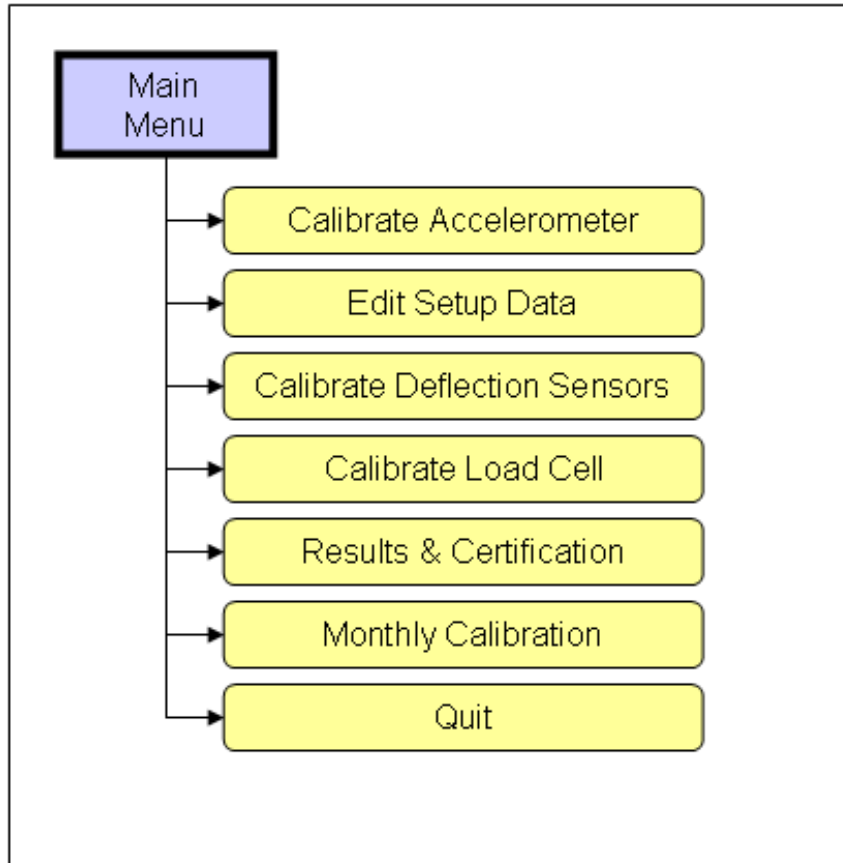 Main
Menu
Calibrate Accelerometer
Edit Setup Data
Calibrate Deflection Sensors
Calibrate Load Cell
Results & Certification
Monthly Calibration
Quit